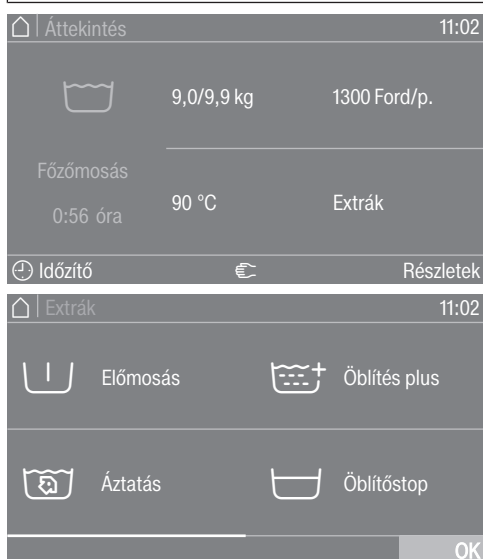 Áttekintés 11:02
9,0/9,9 kg 1300 Ford/p.
Főzőmosás
0:56 óra
90 °C Extrák
Időzítő Részletek
Extrák 11:02
Előmosás Öblítés plus
Áztatás Öblítőstop
OK